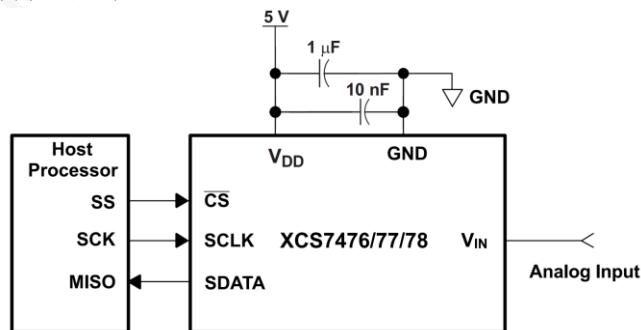 5 V
1 μF
10 nF
GND
Host
Processor
V_DD
GND
SS
CS
SCK
SCLK
XCS7476/77/78
V_IN
MISO
SDATA
Analog Input